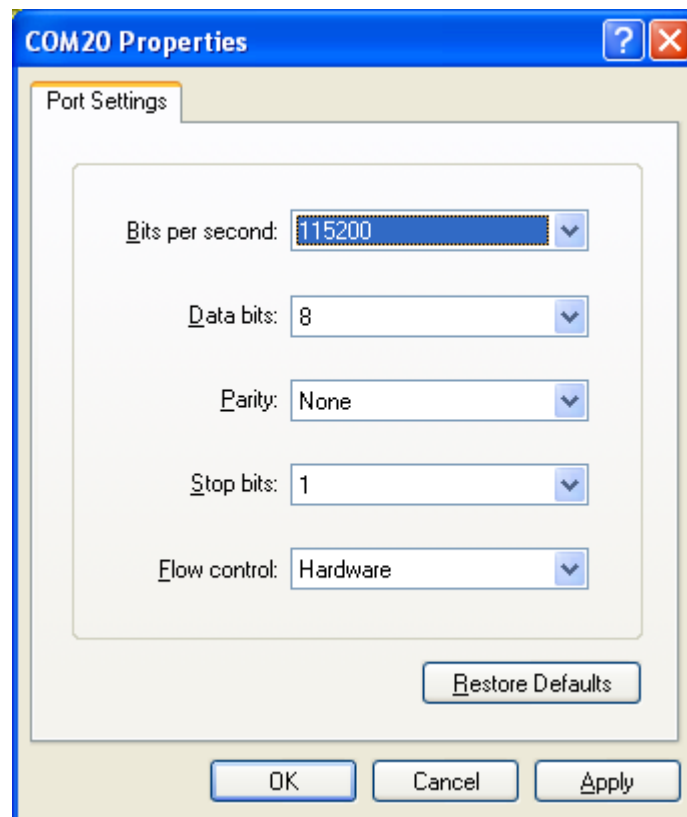 COM20 Properties
Port Settings
Bits per second: 115200
Data bits: 8
Parity: None
Stop bits: 1
Flow control: Hardware
Restore Defaults
OK Cancel Apply